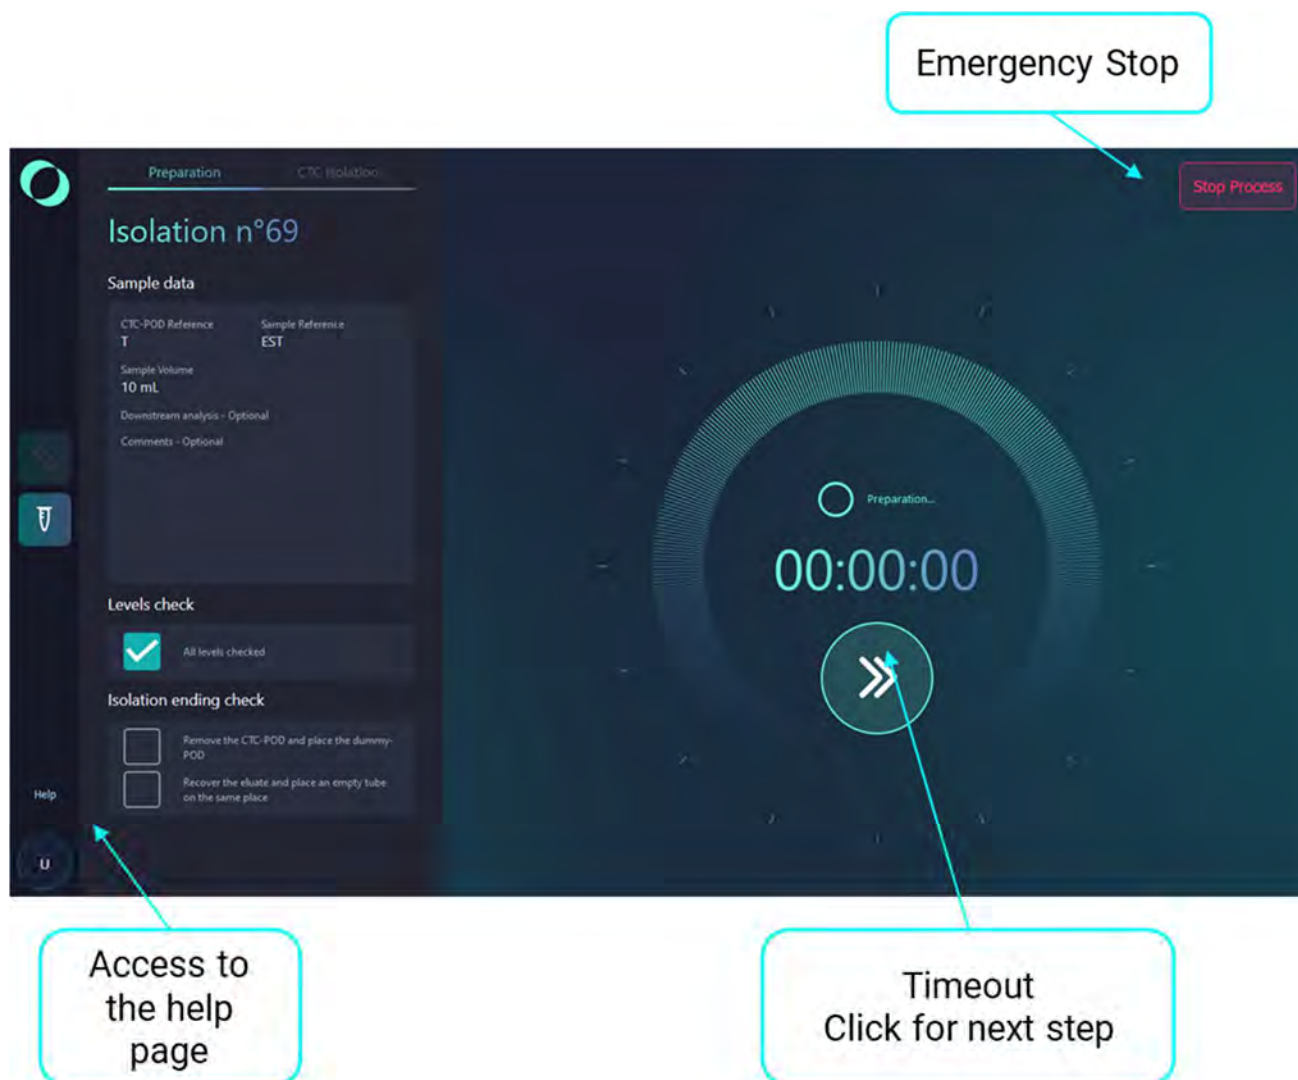 Emergency Stop
Preparation
CTC Isolation
Stop Process
Isolation n°69
Sample data
CTC-POD Reference
Sample Reference
T
EST
Sample Volume
10 mL
Downstream analysis - Optional
Comments - Optional
Preparation...
00:00:00
Levels check
All levels checked
Isolation ending check
Remove the CTC-POD and place the dummy-
POD
Recover the eluate and place an empty tube
on the same place
Help
U
Access to
the help
page
Timeout
Click for next step